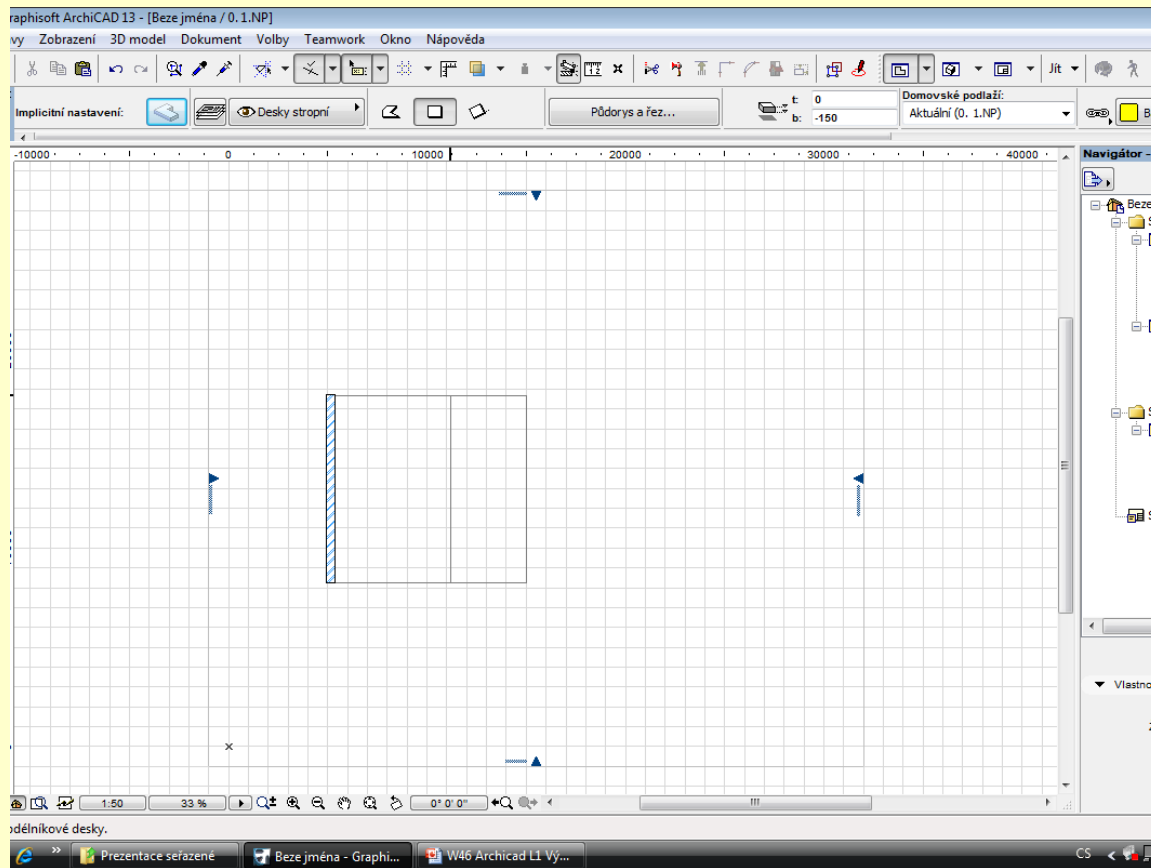 raphisoft ArchiCAD 13 - [Beze jména / 0. 1.NP]
vy Zobrazení 3D model Dokument Volby Teamwork Okno Nápověda
Jít
Implicitní nastavení: Desky stropní Půdorys a řez... t: 0 Domovské podlaží:
b: -150 Aktuální (0. 1.NP) B
-10000 0 10000 20000 30000 40000 Navigátor -
Beze
S
S
Vlastno
1:50 33 % 0° 0' 0"
odélníkové desky.
» Prezentace seřazené Beze jména - Graphi... W46 Archicad L1 Vý... CS